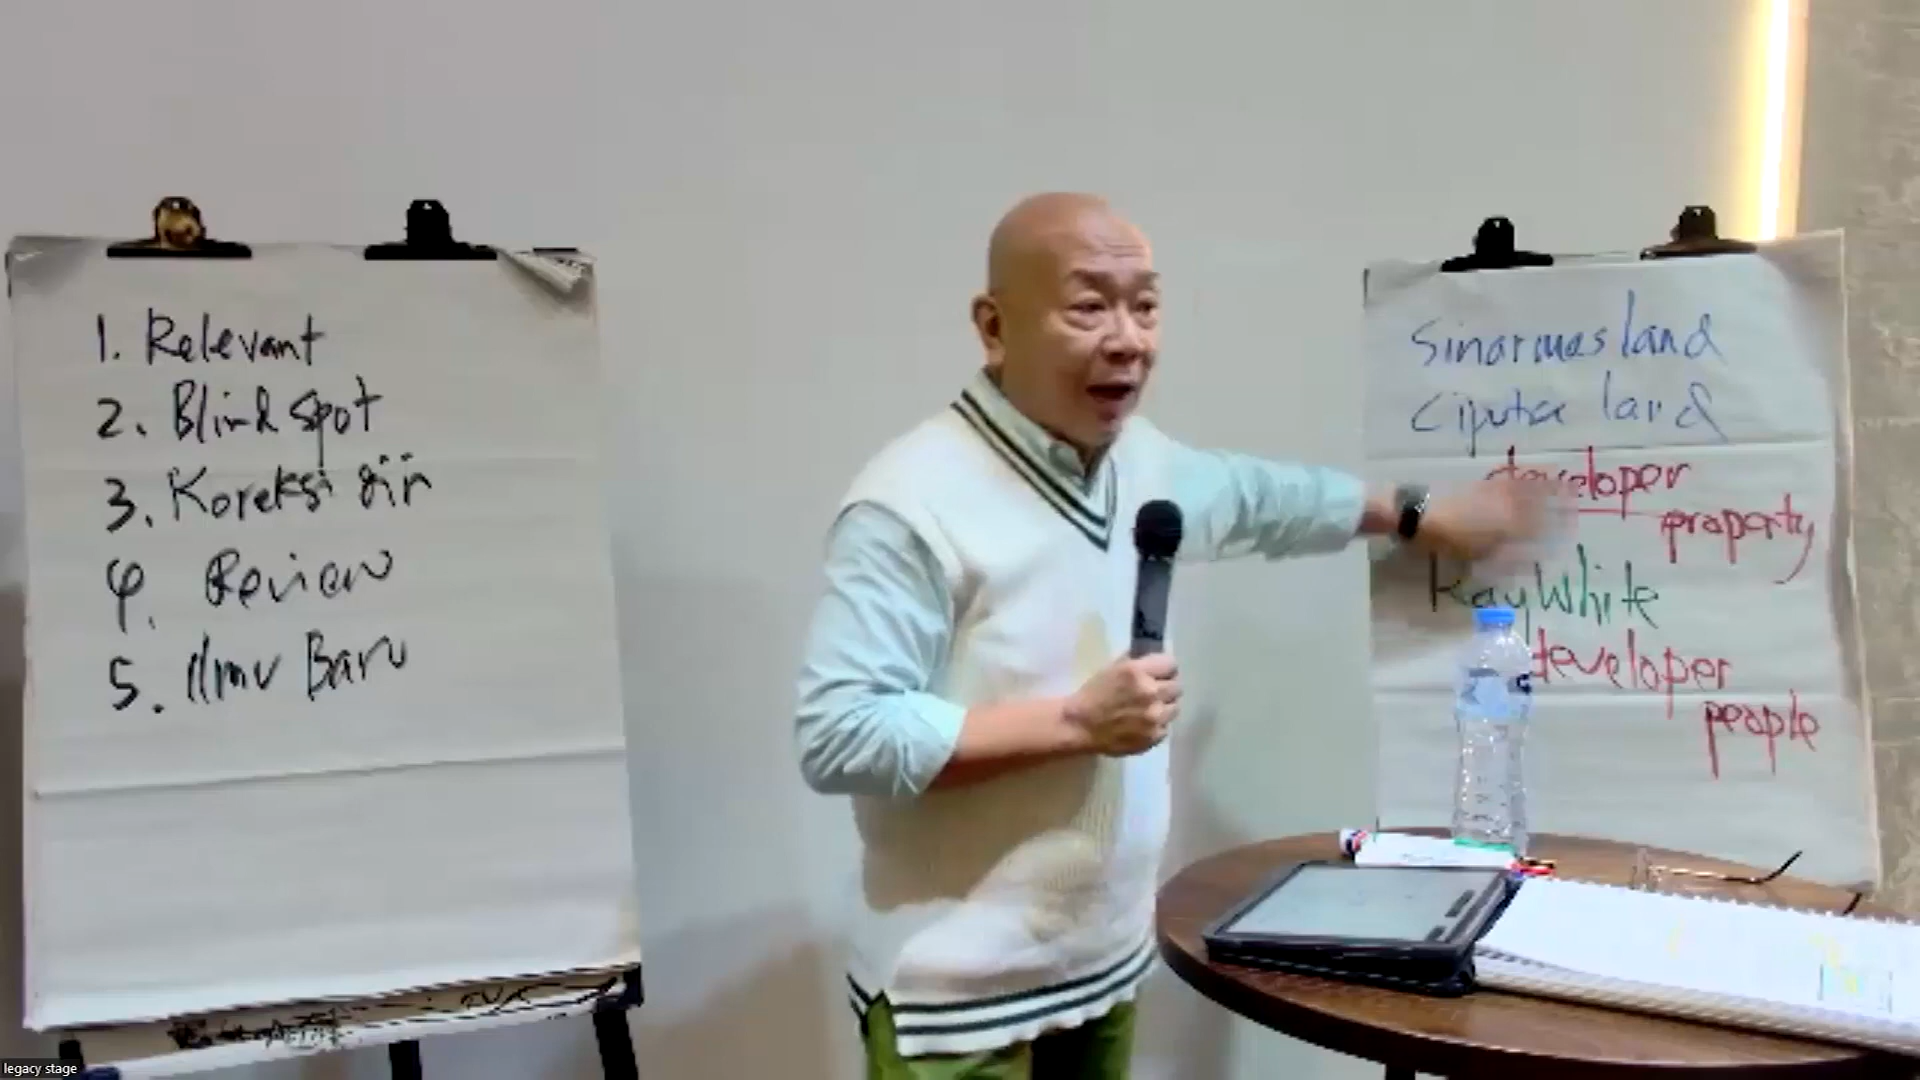 1. Relevant
2. Blind spot
3. Koreksi diri
4. Review
5. Ilmu Baru
Sinarmas land
Ciputra land
developer
property
RayWhite
developer
people
legacy stage